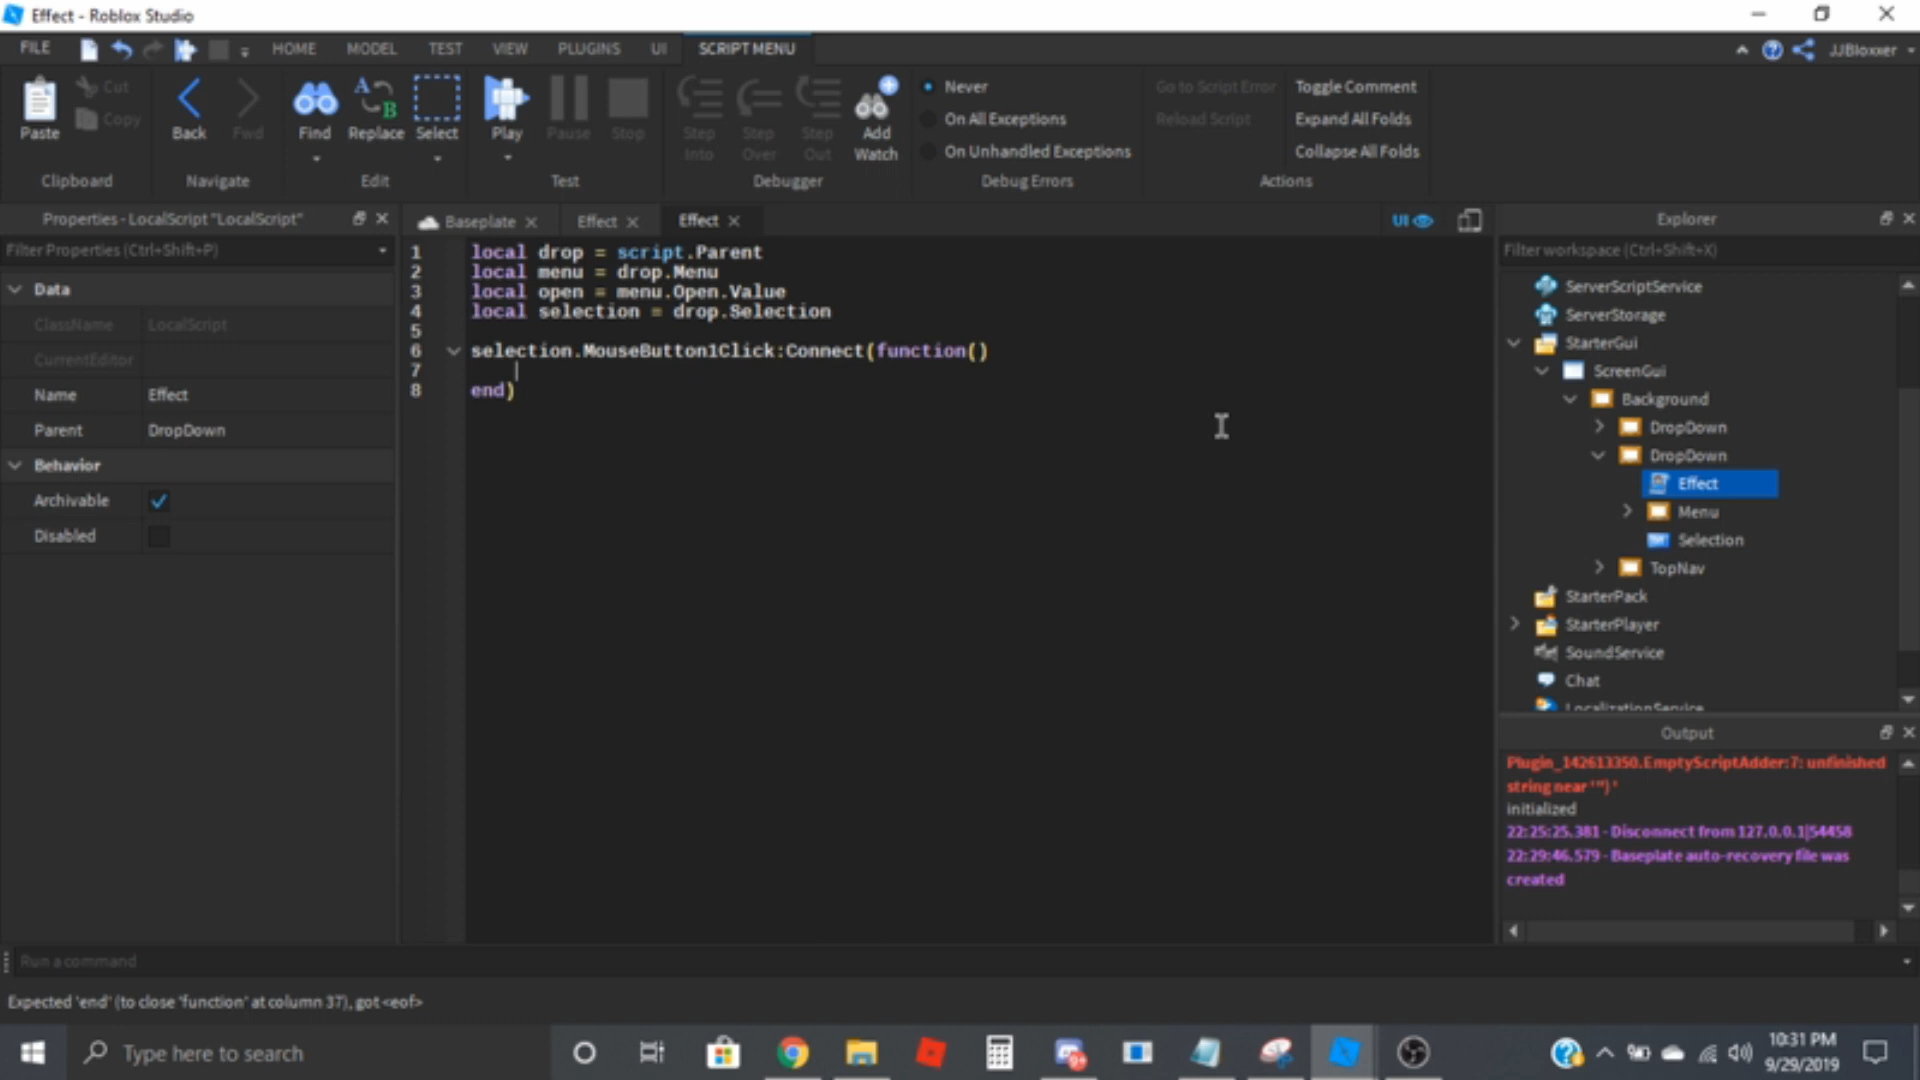 Effect - Roblox Studio
FILE HOME MODEL TEST VIEW PLUGINS UI SCRIPT MENU JJBloxxer
Paste Cut Copy Clipboard
Back Fwd Navigate
Find Replace Select Edit
Play Pause Stop Test
Step Into Step Over Step Out Add Watch Debugger
Never
On All Exceptions
On Unhandled Exceptions
Debug Errors
Go to Script Error
Reload Script
Toggle Comment
Expand All Folds
Collapse All Folds
Actions
Properties - LocalScript "LocalScript"
Filter Properties (Ctrl+Shift+P)
Data
ClassName LocalScript
CurrentEditor
Name Effect
Parent DropDown
Behavior
Archivable
Disabled
Baseplate Effect Effect UI
1 local drop = script.Parent
2 local menu = drop.Menu
3 local open = menu.Open.Value
4 local selection = drop.Selection
5
6 selection.MouseButton1Click:Connect(function()
7
8 end)
Explorer
Filter workspace (Ctrl+Shift+X)
ServerScriptService
ServerStorage
StarterGui
ScreenGui
Background
DropDown
DropDown
Effect
Menu
Selection
TopNav
StarterPack
StarterPlayer
SoundService
Chat
LocalizationService
Output
Plugin_142613350.EmptyScriptAdder:7: unfinished
string near '")'
initialized
22:25:25.381 - Disconnect from 127.0.0.1|54458
22:29:46.579 - Baseplate auto-recovery file was
created
Run a command
Expected 'end' (to close 'function' at column 37), got <eof>
Type here to search
10:31 PM
9/29/2019